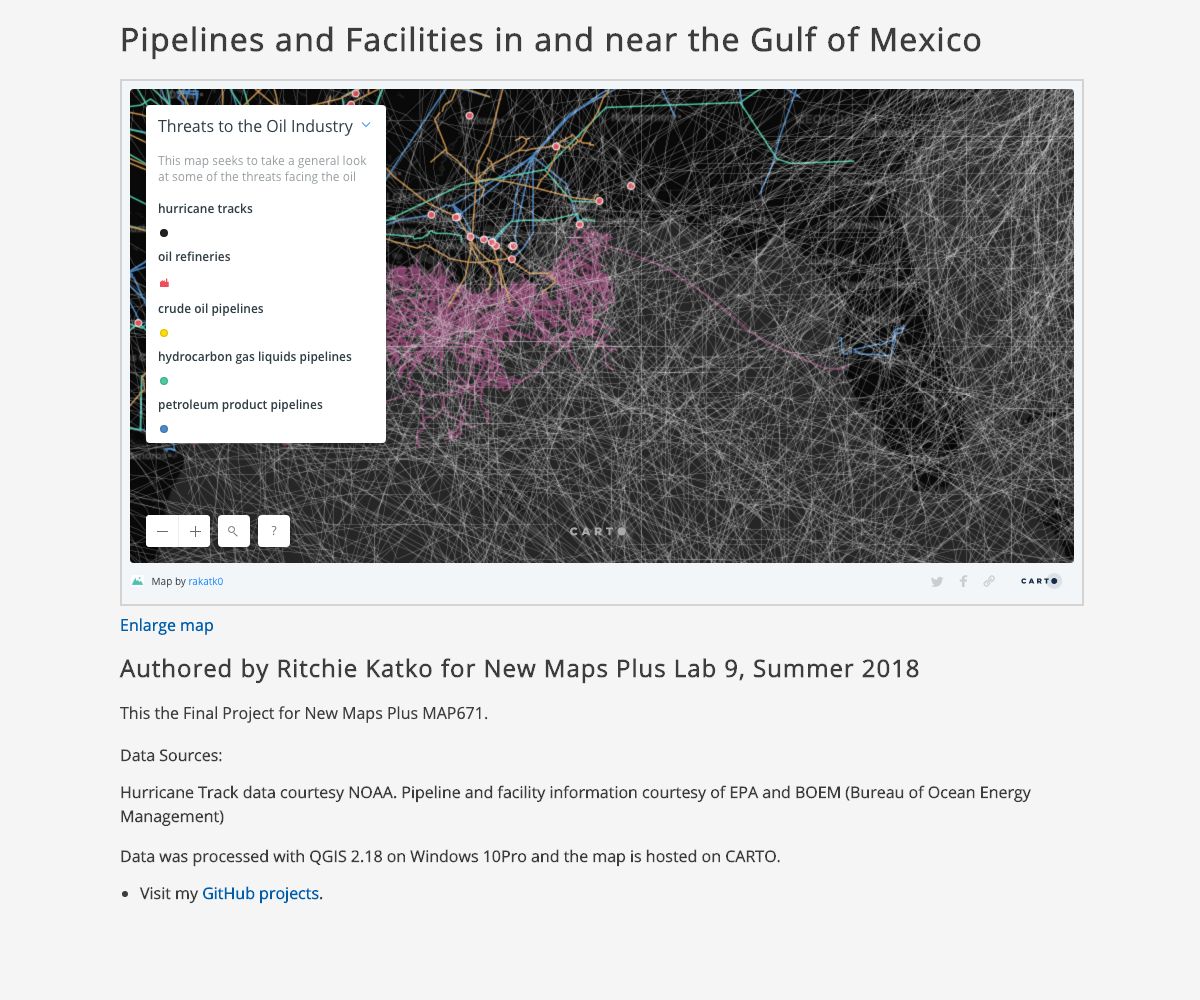 Pipelines and Facilities in and near the Gulf of Mexico
Threats to the Oil Industry
This map seeks to take a general look
at some of the threats facing the oil
hurricane tracks
oil refineries
crude oil pipelines
hydrocarbon gas liquids pipelines
petroleum product pipelines
?
CARTO
Map by rakatk0
CARTO
Enlarge map
Authored by Ritchie Katko for New Maps Plus Lab 9, Summer 2018
This the Final Project for New Maps Plus MAP671.
Data Sources:
Hurricane Track data courtesy NOAA. Pipeline and facility information courtesy of EPA and BOEM (Bureau of Ocean Energy
Management)
Data was processed with QGIS 2.18 on Windows 10Pro and the map is hosted on CARTO.
• Visit my GitHub projects.